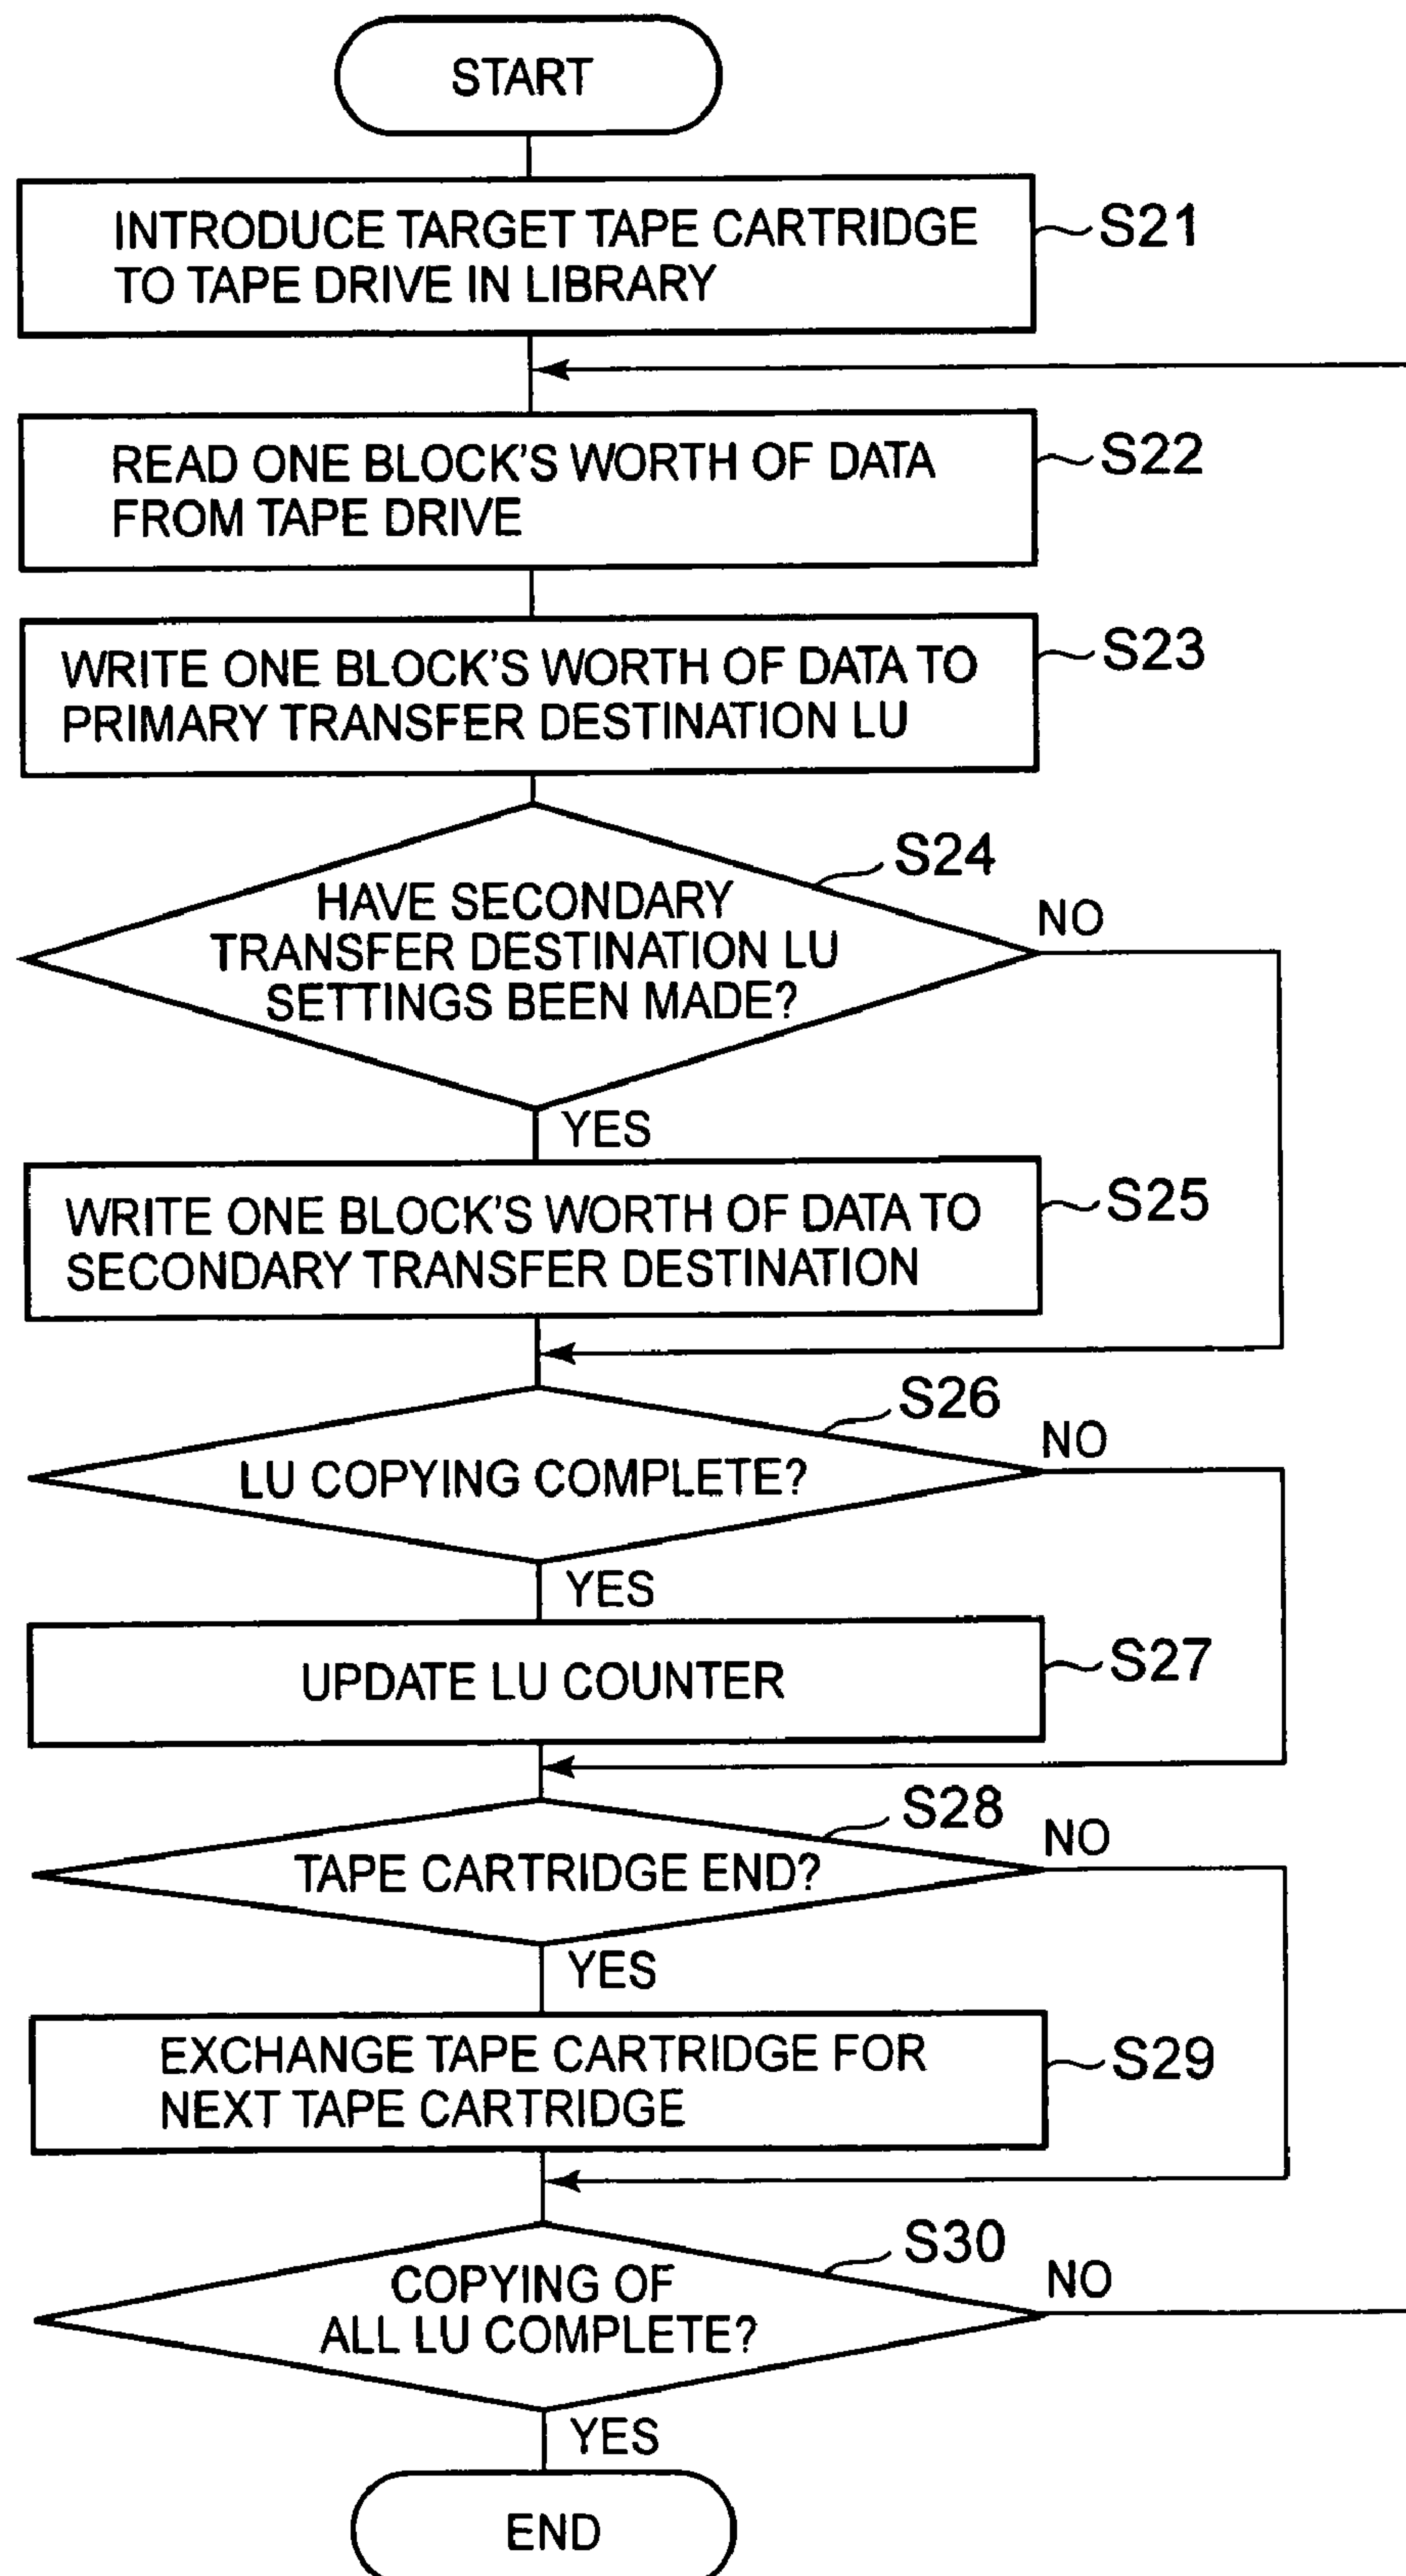 START
INTRODUCE TARGET TAPE CARTRIDGE
TO TAPE DRIVE IN LIBRARY
S21
READ ONE BLOCK'S WORTH OF DATA
FROM TAPE DRIVE
S22
WRITE ONE BLOCK'S WORTH OF DATA TO
PRIMARY TRANSFER DESTINATION LU
S23
S24
HAVE SECONDARY
TRANSFER DESTINATION LU
SETTINGS BEEN MADE?
NO
YES
WRITE ONE BLOCK'S WORTH OF DATA TO
SECONDARY TRANSFER DESTINATION
S25
S26
LU COPYING COMPLETE?
NO
YES
UPDATE LU COUNTER
S27
S28
TAPE CARTRIDGE END?
NO
YES
EXCHANGE TAPE CARTRIDGE FOR
NEXT TAPE CARTRIDGE
S29
S30
COPYING OF
ALL LU COMPLETE?
NO
YES
END